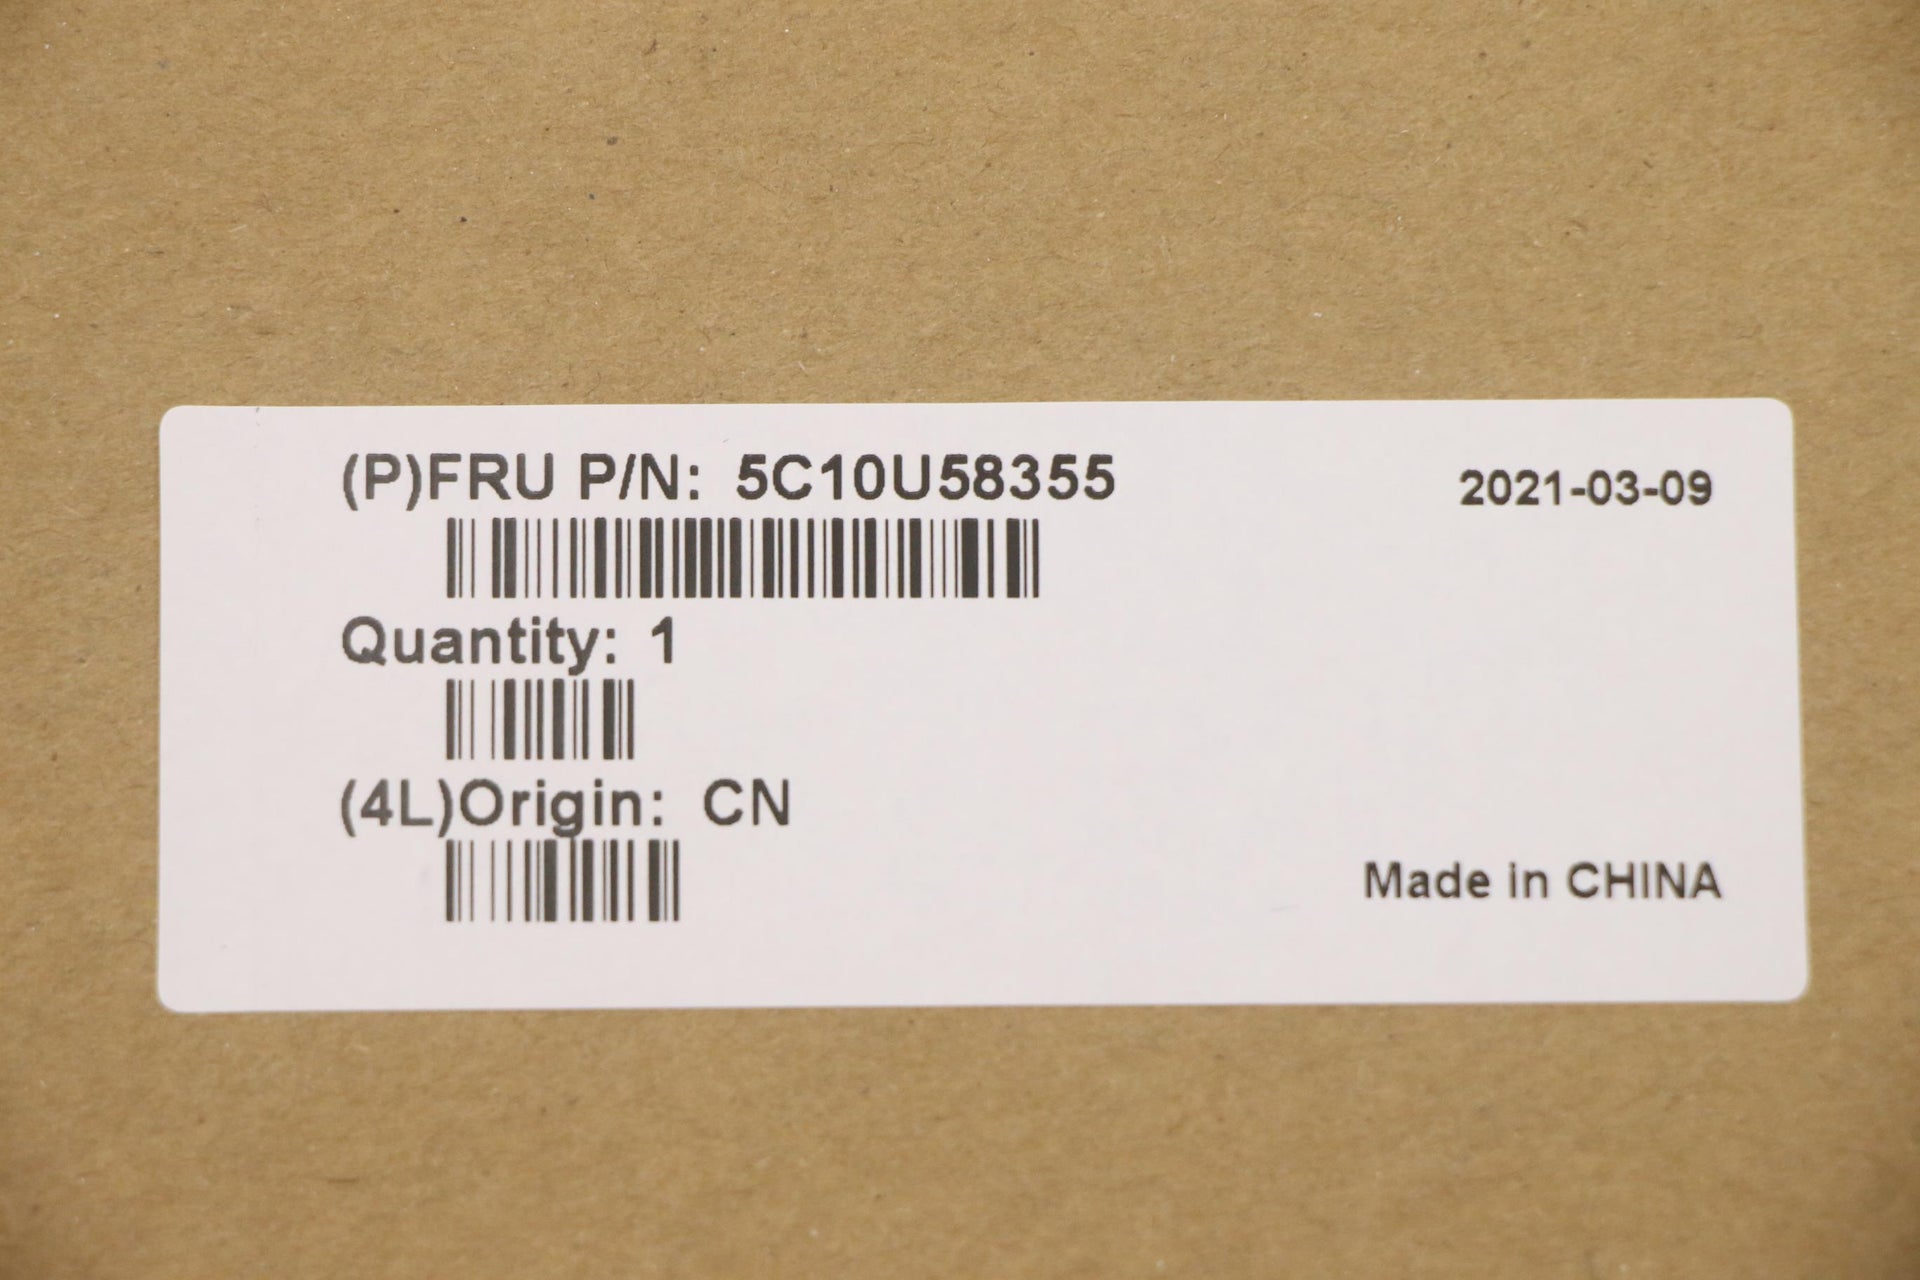 (P)FRU P/N: 5C10U58355
2021-03-09
Quantity: 1
(4L)Origin: CN
Made in CHINA